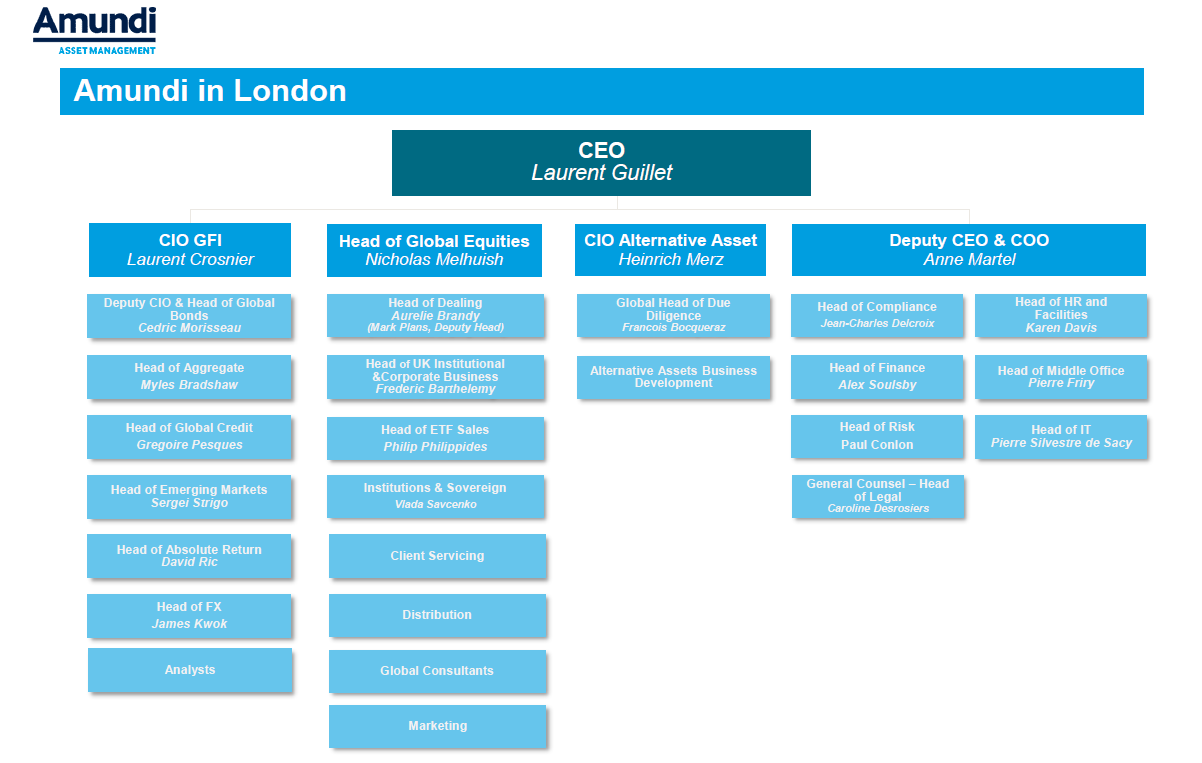 Amundi
ASSET MANAGEMENT
Amundi in London
CEO
Laurent Guillet
CIO GFI
Laurent Crosnier
Deputy CIO & Head of Global
Bonds
Cedric Morisseau
Head of Aggregate
Myles Bradshaw
Head of Global Credit
Gregoire Pesques
Head of Emerging Markets
Sergei Strigo
Head of Absolute Return
David Ric
Head of FX
James Kwok
Analysts
Head of Global Equities
Nicholas Melhuish
Head of Dealing
Aurelie Brandy
(Mark Plans, Deputy Head)
Head of UK Institutional
&Corporate Business
Frederic Barthelemy
Head of ETF Sales
Philip Philippides
Institutions & Sovereign
Vlada Savcenko
Client Servicing
Distribution
Global Consultants
Marketing
CIO Alternative Asset
Heinrich Merz
Global Head of Due
Diligence
Francois Bocqueraz
Alternative Assets Business
Development
Deputy CEO & COO
Anne Martel
Head of Compliance
Jean-Charles Delcroix
Head of Finance
Alex Soulsby
Head of Risk
Paul Conlon
General Counsel – Head
of Legal
Caroline Desrosiers
Head of HR and
Facilities
Karen Davis
Head of Middle Office
Pierre Friry
Head of IT
Pierre Silvestre de Sacy